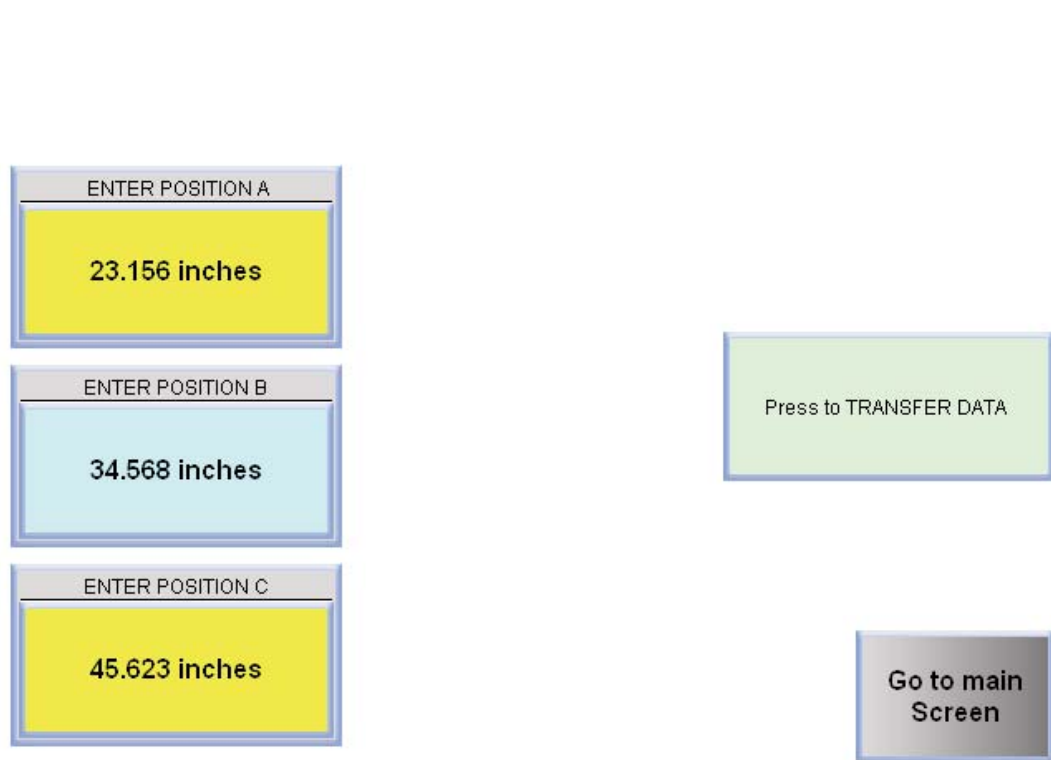 ENTER POSITION A
23.156 inches
ENTER POSITION B
34.568 inches
ENTER POSITION C
45.623 inches
Press to TRANSFER DATA
Go to main
Screen